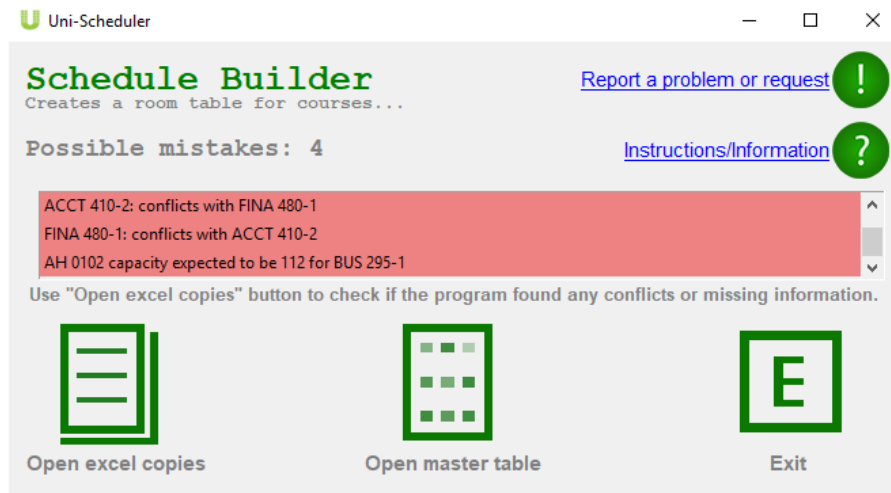 Uni-Scheduler
Schedule Builder
Creates a room table for courses...
Report a problem or request
!
Possible mistakes: 4
Instructions/Information
?
ACCT 410-2: conflicts with FINA 480-1
FINA 480-1: conflicts with ACCT 410-2
AH 0102 capacity expected to be 112 for BUS 295-1
Use "Open excel copies" button to check if the program found any conflicts or missing information.
E
Open excel copies
Open master table
Exit